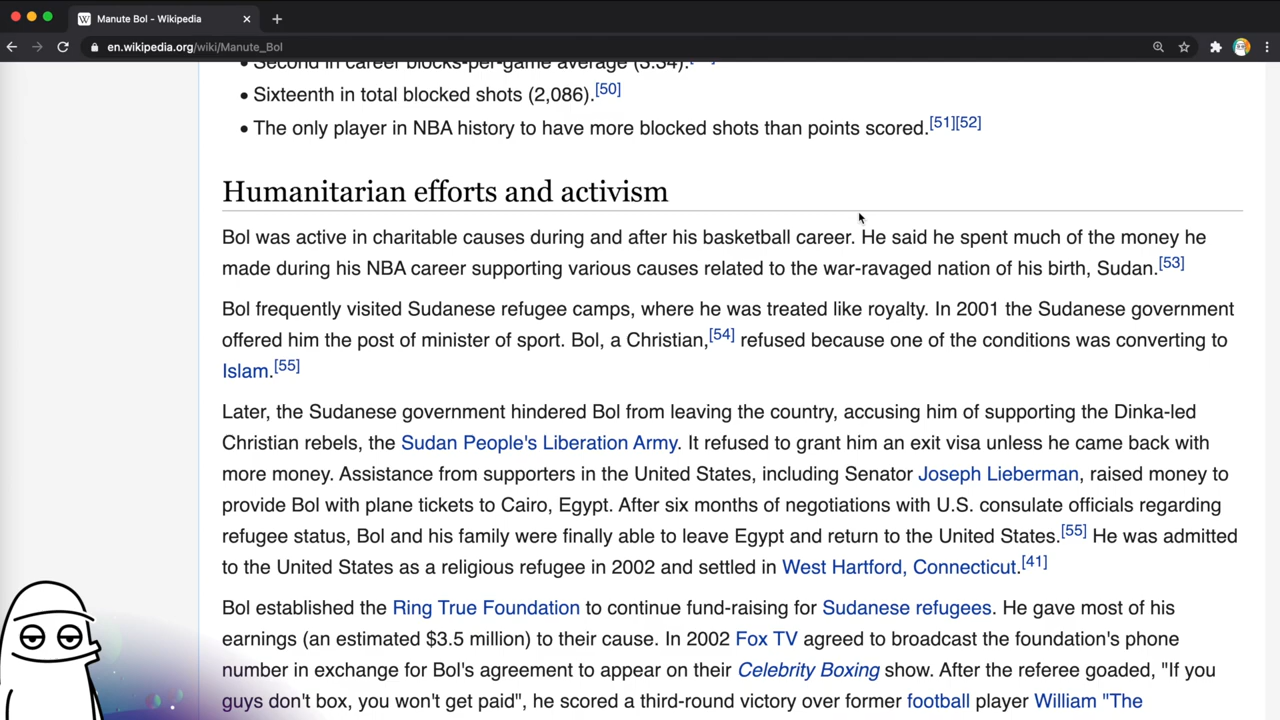 Manute Bol - Wikipedia
en.wikipedia.org/wiki/Manute_Bol
• Second in career blocks-per-game average (3.34).
• Sixteenth in total blocked shots (2,086).[50]
• The only player in NBA history to have more blocked shots than points scored.[51][52]
Humanitarian efforts and activism
Bol was active in charitable causes during and after his basketball career. He said he spent much of the money he
made during his NBA career supporting various causes related to the war-ravaged nation of his birth, Sudan.[53]
Bol frequently visited Sudanese refugee camps, where he was treated like royalty. In 2001 the Sudanese government
offered him the post of minister of sport. Bol, a Christian,[54] refused because one of the conditions was converting to
Islam.[55]
Later, the Sudanese government hindered Bol from leaving the country, accusing him of supporting the Dinka-led
Christian rebels, the Sudan People's Liberation Army. It refused to grant him an exit visa unless he came back with
more money. Assistance from supporters in the United States, including Senator Joseph Lieberman, raised money to
provide Bol with plane tickets to Cairo, Egypt. After six months of negotiations with U.S. consulate officials regarding
refugee status, Bol and his family were finally able to leave Egypt and return to the United States.[55] He was admitted
to the United States as a religious refugee in 2002 and settled in West Hartford, Connecticut.[41]
Bol established the Ring True Foundation to continue fund-raising for Sudanese refugees. He gave most of his
earnings (an estimated $3.5 million) to their cause. In 2002 Fox TV agreed to broadcast the foundation's phone
number in exchange for Bol's agreement to appear on their Celebrity Boxing show. After the referee goaded, "If you
guys don't box, you won't get paid", he scored a third-round victory over former football player William "The